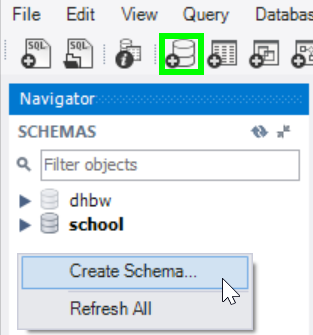 File Edit View Query Databas
SQL SQL
Navigator
SCHEMAS
Filter objects
dhbw
school
Create Schema...
Refresh All